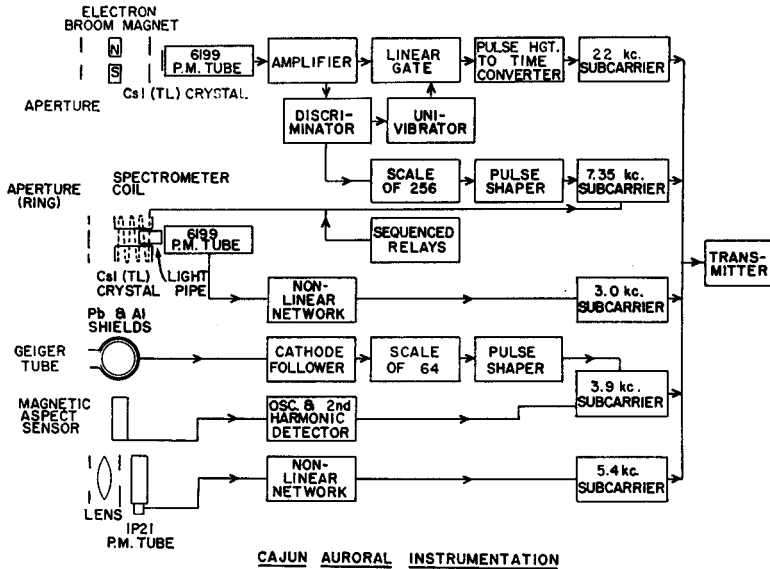 ELECTRON
BROOM MAGNET
N
S
APERTURE
CsI (TL) CRYSTAL
6199
P.M. TUBE
AMPLIFIER
LINEAR
GATE
PULSE HGT.
TO TIME
CONVERTER
22 kc.
SUBCARRIER
DISCRI-
MINATOR
UNI-
VIBRATOR
SCALE
OF 256
PULSE
SHAPER
7.35 kc.
SUBCARRIER
APERTURE
(RING)
SPECTROMETER
COIL
6199
P.M. TUBE
SEQUENCED
RELAYS
CsI (TL)
CRYSTAL
LIGHT
PIPE
NON-
LINEAR
NETWORK
3.0 kc.
SUBCARRIER
TRANS-
MITTER
Pb & Al
SHIELDS
GEIGER
TUBE
CATHODE
FOLLOWER
SCALE
OF 64
PULSE
SHAPER
3.9 kc.
SUBCARRIER
MAGNETIC
ASPECT
SENSOR
OSC. & 2nd
HARMONIC
DETECTOR
LENS
1P21
P.M. TUBE
NON-
LINEAR
NETWORK
5.4 kc.
SUBCARRIER
CAJUN AURORAL INSTRUMENTATION